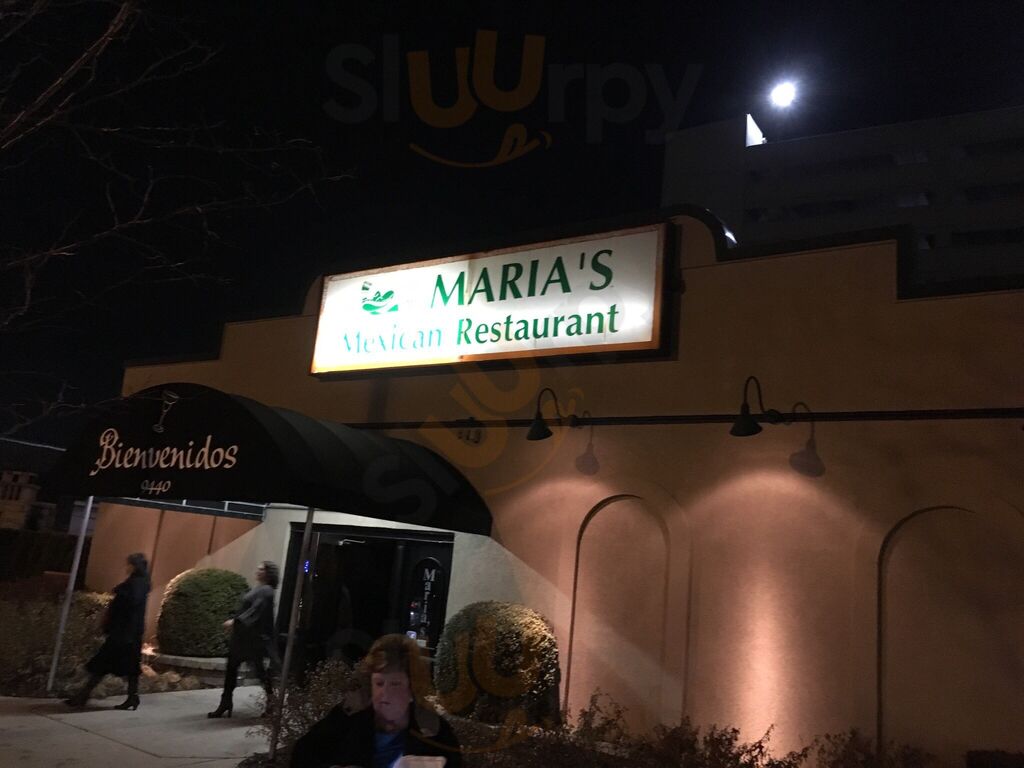 Sluurpy
MARIA'S
Mexican Restaurant
Bienvenidos
9440
Maria's